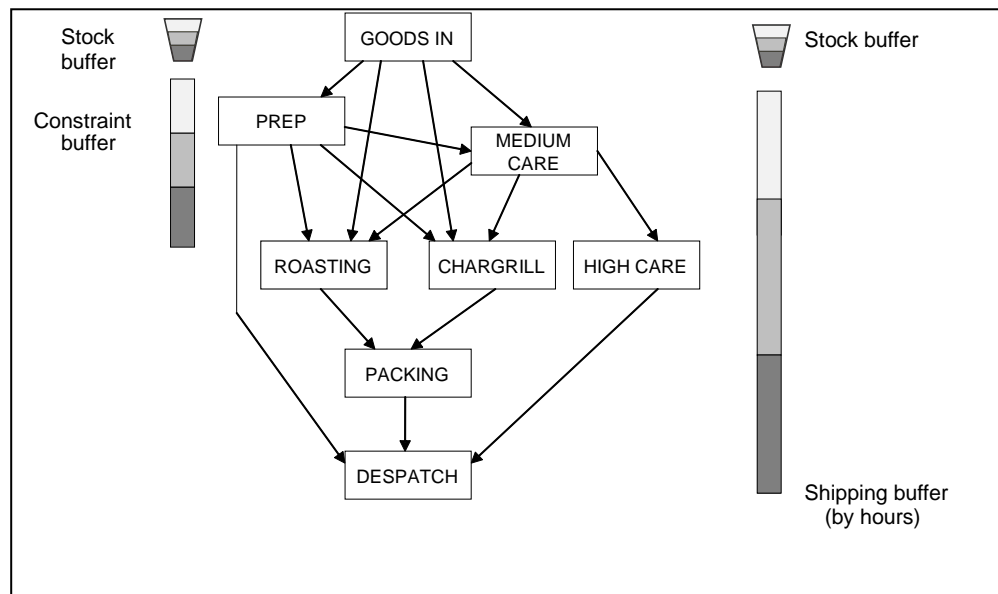 Stock
buffer
GOODS IN
Stock buffer
Constraint
buffer
PREP
MEDIUM
CARE
ROASTING
CHARGRILL
HIGH CARE
PACKING
DESPATCH
Shipping buffer
(by hours)